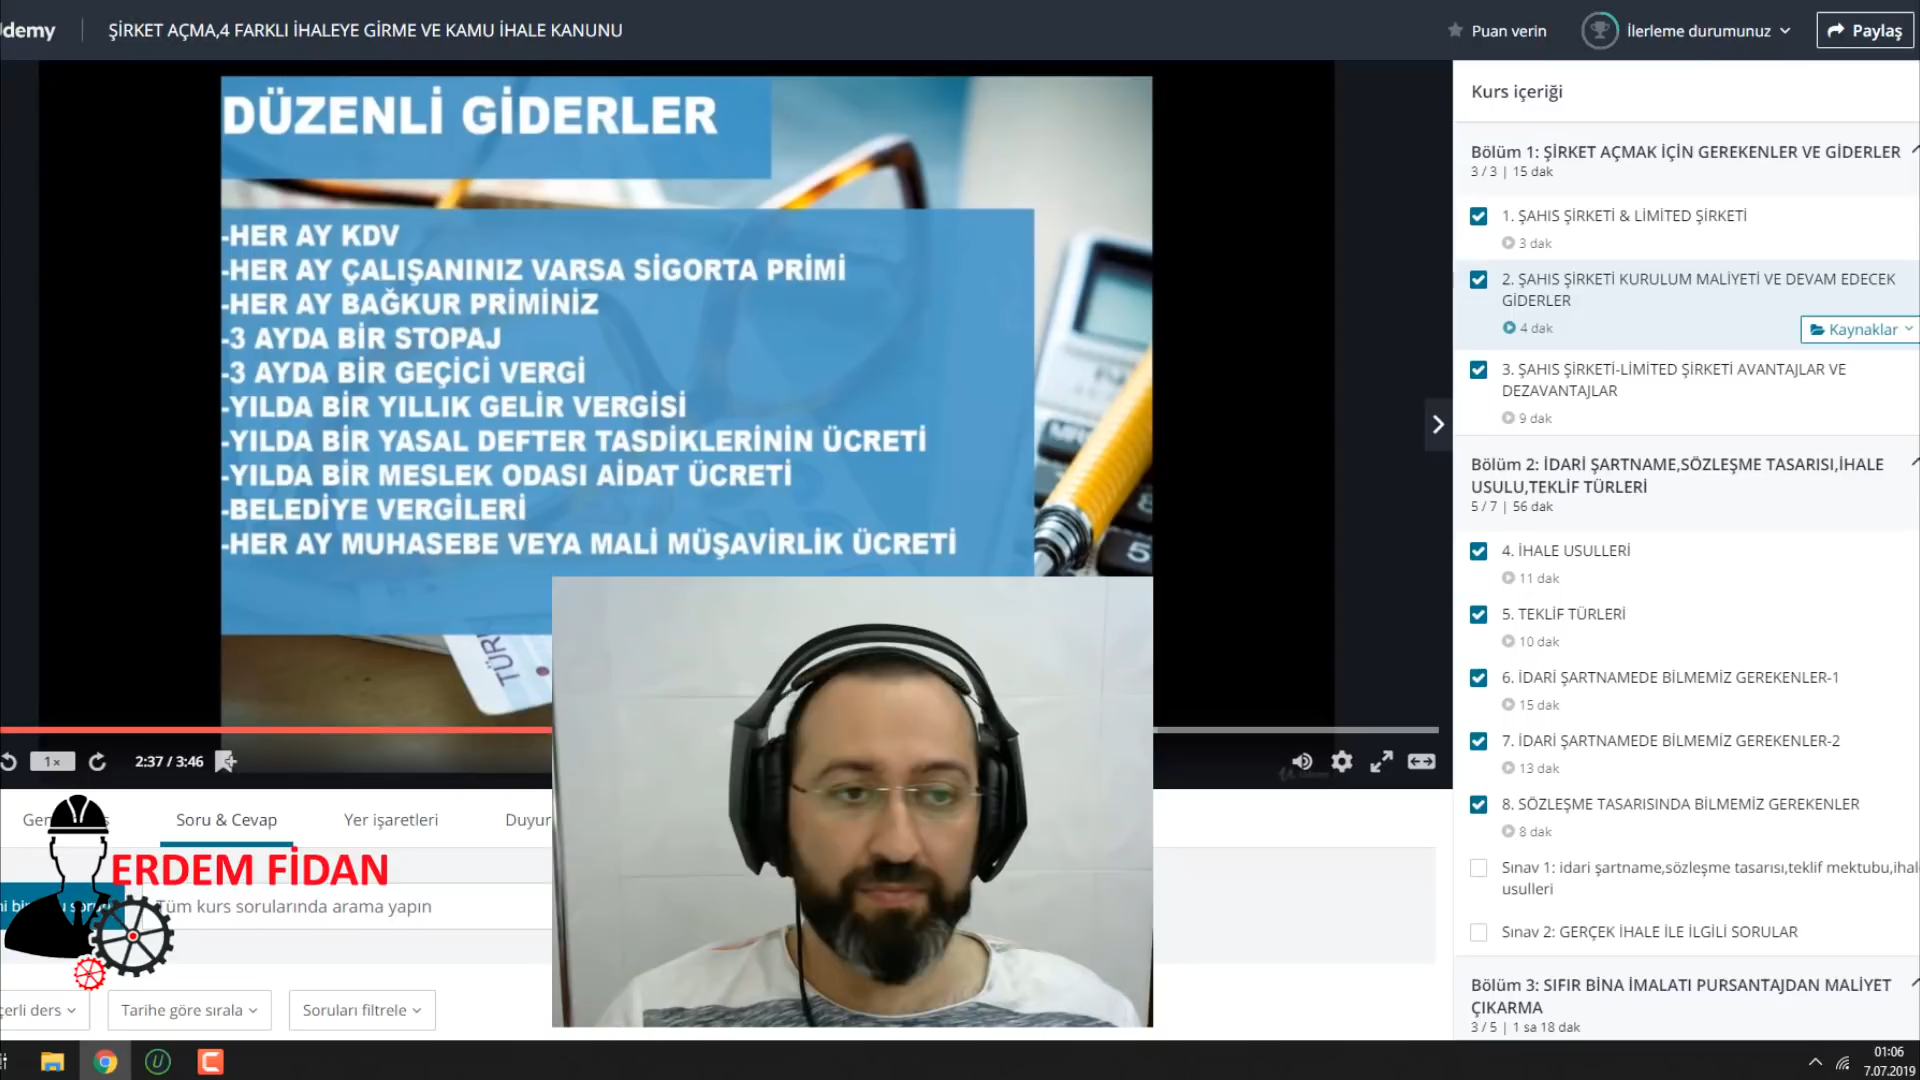 ŞİRKET AÇMA,4 FARKLI İHALEYE GİRME VE KAMU İHALE KANUNU
Puan verin
İlerleme durumunuz
Paylaş
DÜZENLİ GİDERLER
-HER AY KDV
-HER AY ÇALIŞANINIZ VARSA SİGORTA PRİMİ
-HER AY BAĞKUR PRİMİNİZ
-3 AYDA BİR STOPAJ
-3 AYDA BİR GEÇİCİ VERGİ
-YILDA BİR YILLIK GELİR VERGİSİ
-YILDA BİR YASAL DEFTER TASDİKLERİNİN ÜCRETİ
-YILDA BİR MESLEK ODASI AİDAT ÜCRETİ
-BELEDİYE VERGİLERİ
-HER AY MUHASEBE VEYA MALİ MÜŞAVİRLİK ÜCRETİ
TÜRK
5
1x
2:37 / 3:46
Soru & Cevap
Yer işaretleri
Duyur
ERDEM FİDAN
Tüm kurs sorularında arama yapın
ders
Tarihe göre sırala
Soruları filtrele
Kurs içeriği
Bölüm 1: ŞİRKET AÇMAK İÇİN GEREKENLER VE GİDERLER
3 / 3 | 15 dak
1. ŞAHIS ŞİRKETİ & LİMİTED ŞİRKETİ
3 dak
2. ŞAHIS ŞİRKETİ KURULUM MALİYETİ VE DEVAM EDECEK
GİDERLER
4 dak
Kaynaklar
3. ŞAHIS ŞİRKETİ-LİMİTED ŞİRKETİ AVANTAJLAR VE
DEZAVANTAJLAR
9 dak
Bölüm 2: İDARİ ŞARTNAME,SÖZLEŞME TASARISI,İHALE
USULU,TEKLİF TÜRLERİ
5 / 7 | 56 dak
4. İHALE USULLERİ
11 dak
5. TEKLİF TÜRLERİ
10 dak
6. İDARİ ŞARTNAMEDE BİLMEMİZ GEREKENLER-1
15 dak
7. İDARİ ŞARTNAMEDE BİLMEMİZ GEREKENLER-2
13 dak
8. SÖZLEŞME TASARISINDA BİLMEMİZ GEREKENLER
8 dak
Sınav 1: idari şartname,sözleşme tasarısı,teklif mektubu,ihal
usulleri
Sınav 2: GERÇEK İHALE İLE İLGİLİ SORULAR
Bölüm 3: SIFIR BİNA İMALATI PURSANTAJDAN MALİYET
ÇIKARMA
3 / 5 | 1 sa 18 dak
01:06
7.07.2019